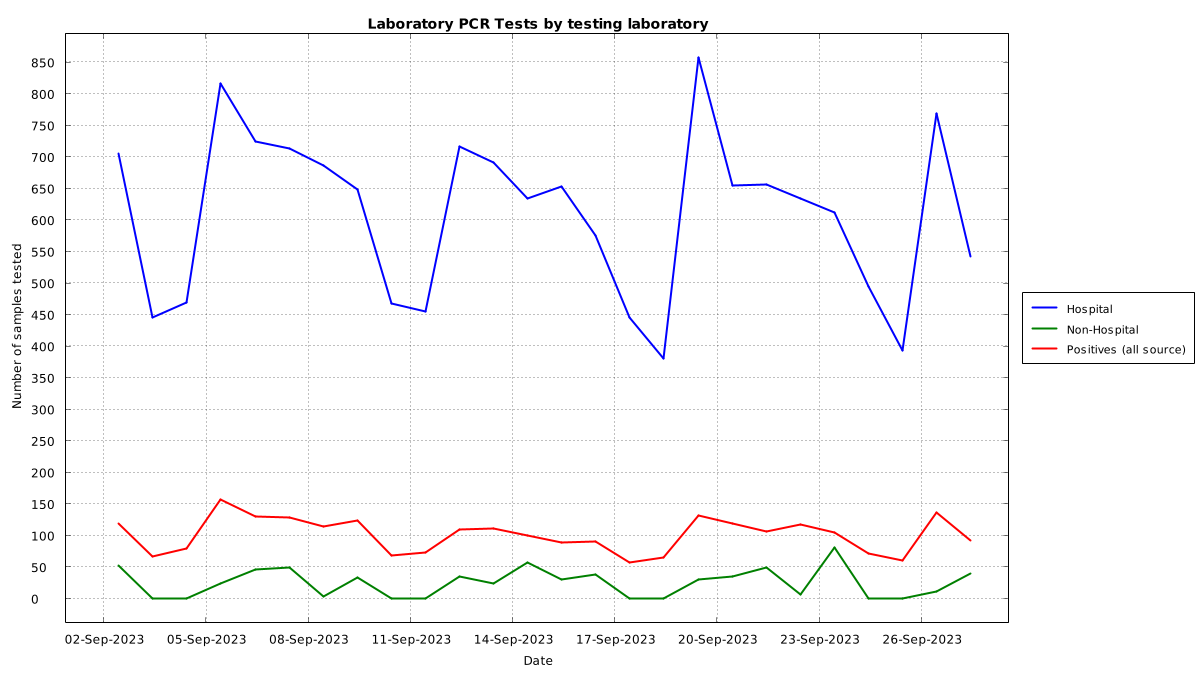 Laboratory PCR Tests by testing laboratory
850
800
750
700
650
600
550
500
450
400
350
300
250
200
150
100
50
0
Number of samples tested
02-Sep-2023 05-Sep-2023 08-Sep-2023 11-Sep-2023 14-Sep-2023 17-Sep-2023 20-Sep-2023 23-Sep-2023 26-Sep-2023
Date
Hospital
Non-Hospital
Positives (all source)